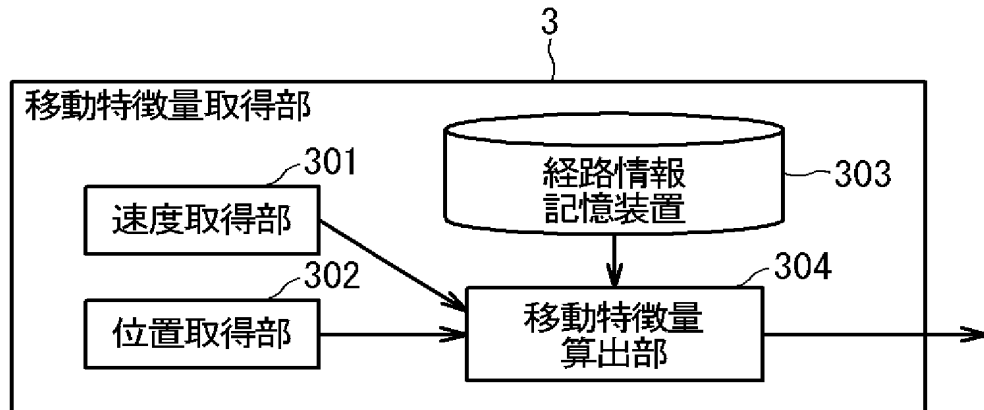 3
移動特徴量取得部
301
速度取得部
302
位置取得部
経路情報
記憶装置
303
304
移動特徴量
算出部